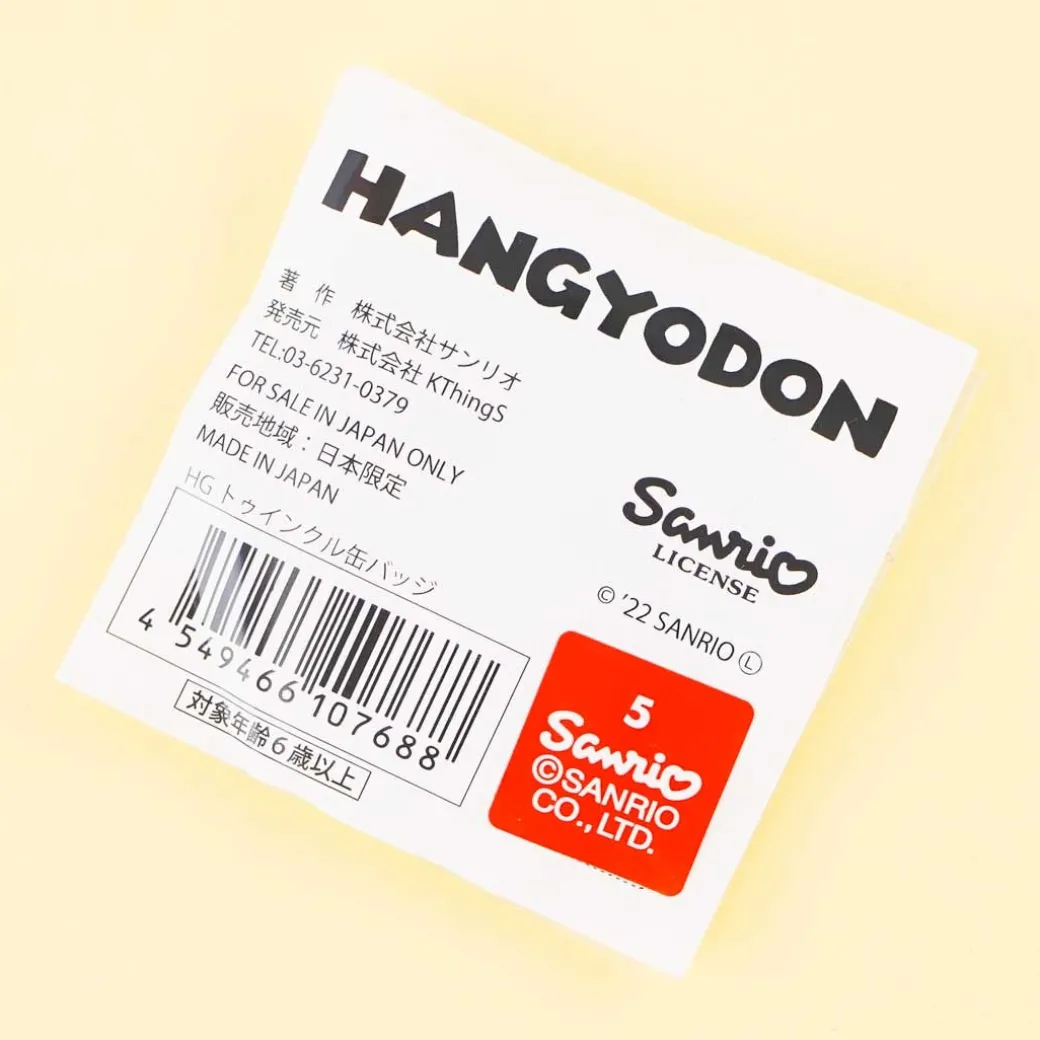 HANGYODON
著 作 株式会社サンリオ
発売元 株式会社 KThingS
TEL:03-6231-0379
FOR SALE IN JAPAN ONLY
販売地域：日本限定
MADE IN JAPAN
HG トゥインクル缶バッジ
4 549466 107688
対象年齢６歳以上
Sanrio
LICENSE
© '22 SANRIO Ⓛ
5
Sanrio
©SANRIO
CO.,LTD.